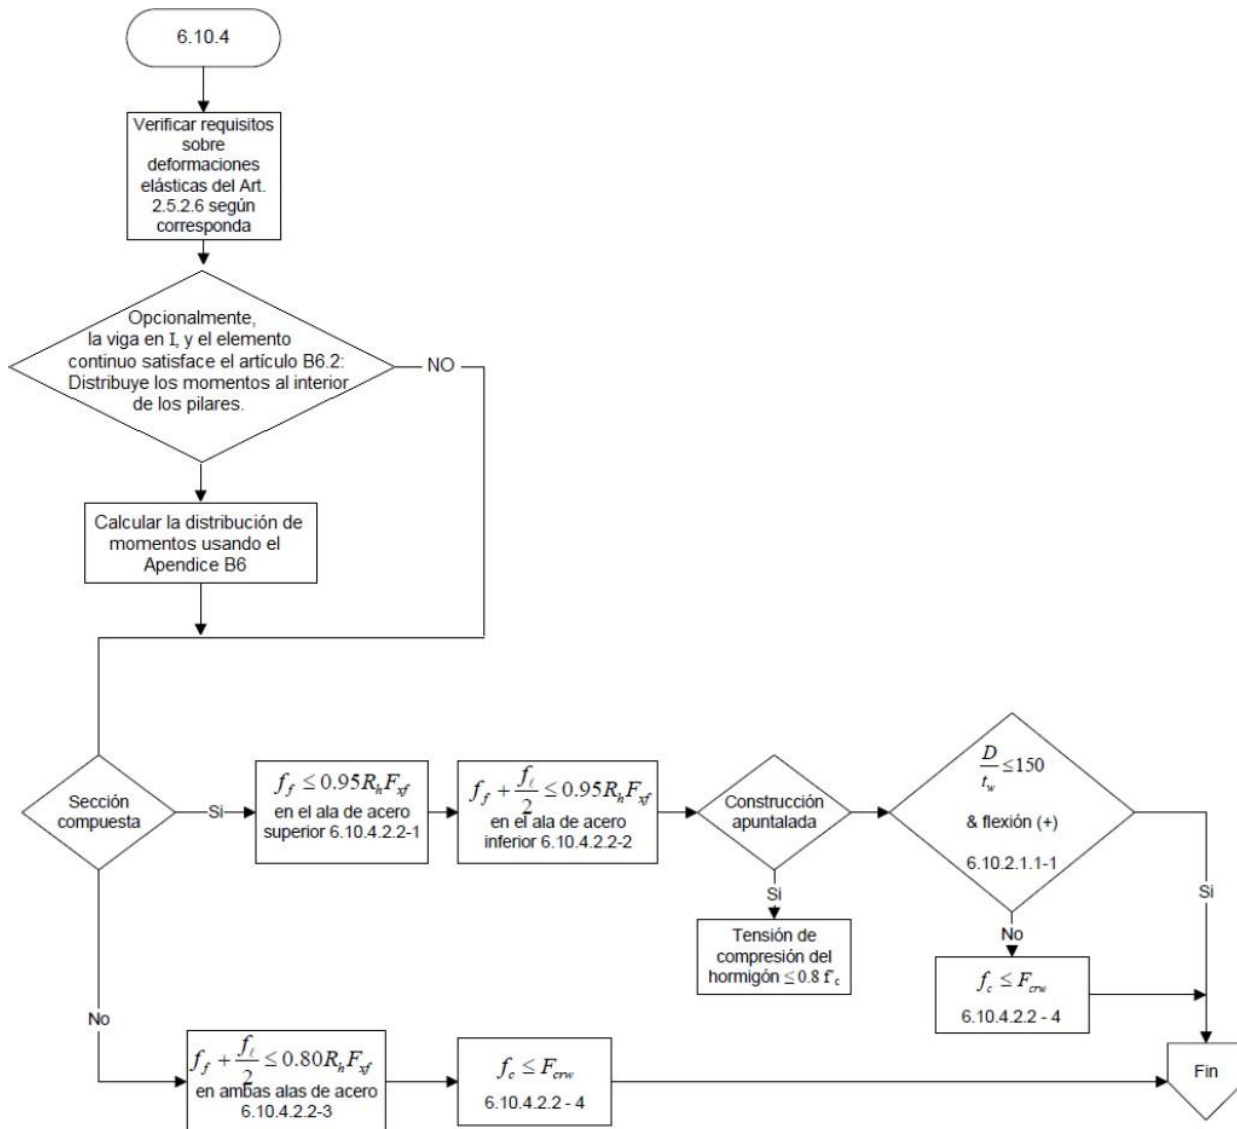 6.10.4
Verificar requisitos
sobre
deformaciones
elásticas del Art.
2.5.2.6 según
corresponda
Opcionalmente,
la viga en I, y el elemento
continuo satisface el artículo B6.2:
Distribuye los momentos al interior
de los pilares.
NO
Calcular la distribución de
momentos usando el
Apendice B6
Sección
compuesta
Si
f_f ≤ 0.95R_hF_yf
en el ala de acero
superior 6.10.4.2.2-1
f_f + f_ℓ/2 ≤ 0.95R_hF_yf
en el ala de acero
inferior 6.10.4.2.2-2
Construcción
apuntalada
Si
Tensión de
compresión del
hormigón ≤ 0.8 f'c
D/t_w ≤ 150
& flexión (+)
6.10.2.1.1-1
Si
No
f_c ≤ F_crw
6.10.4.2.2 - 4
No
f_f + f_ℓ/2 ≤ 0.80R_hF_yf
en ambas alas de acero
6.10.4.2.2-3
f_c ≤ F_crw
6.10.4.2.2 - 4
Fin